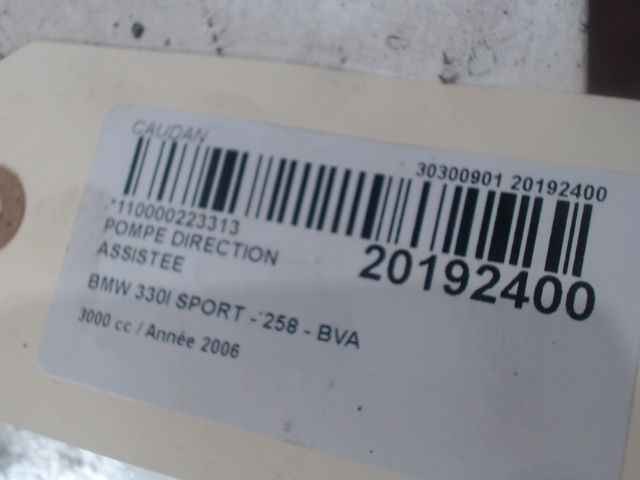 CAUDAN
30300901 20192400
*110000223313
20192400
POMPE DIRECTION
ASSISTEE
BMW 330I SPORT - 258 - BVA
3000 cc / Année 2006